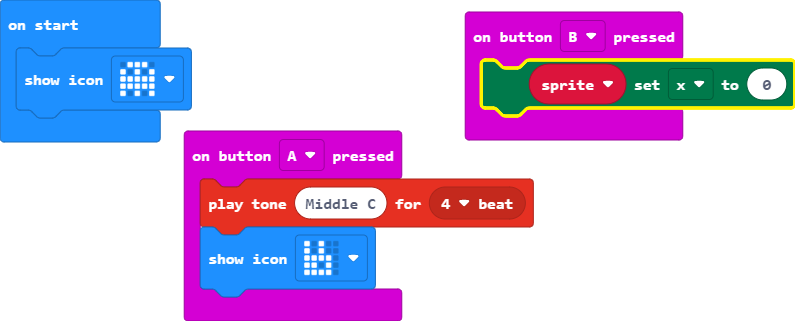 on start
show icon
on button A pressed
play tone Middle C for 4 beat
show icon
on button B pressed
sprite set x to 0